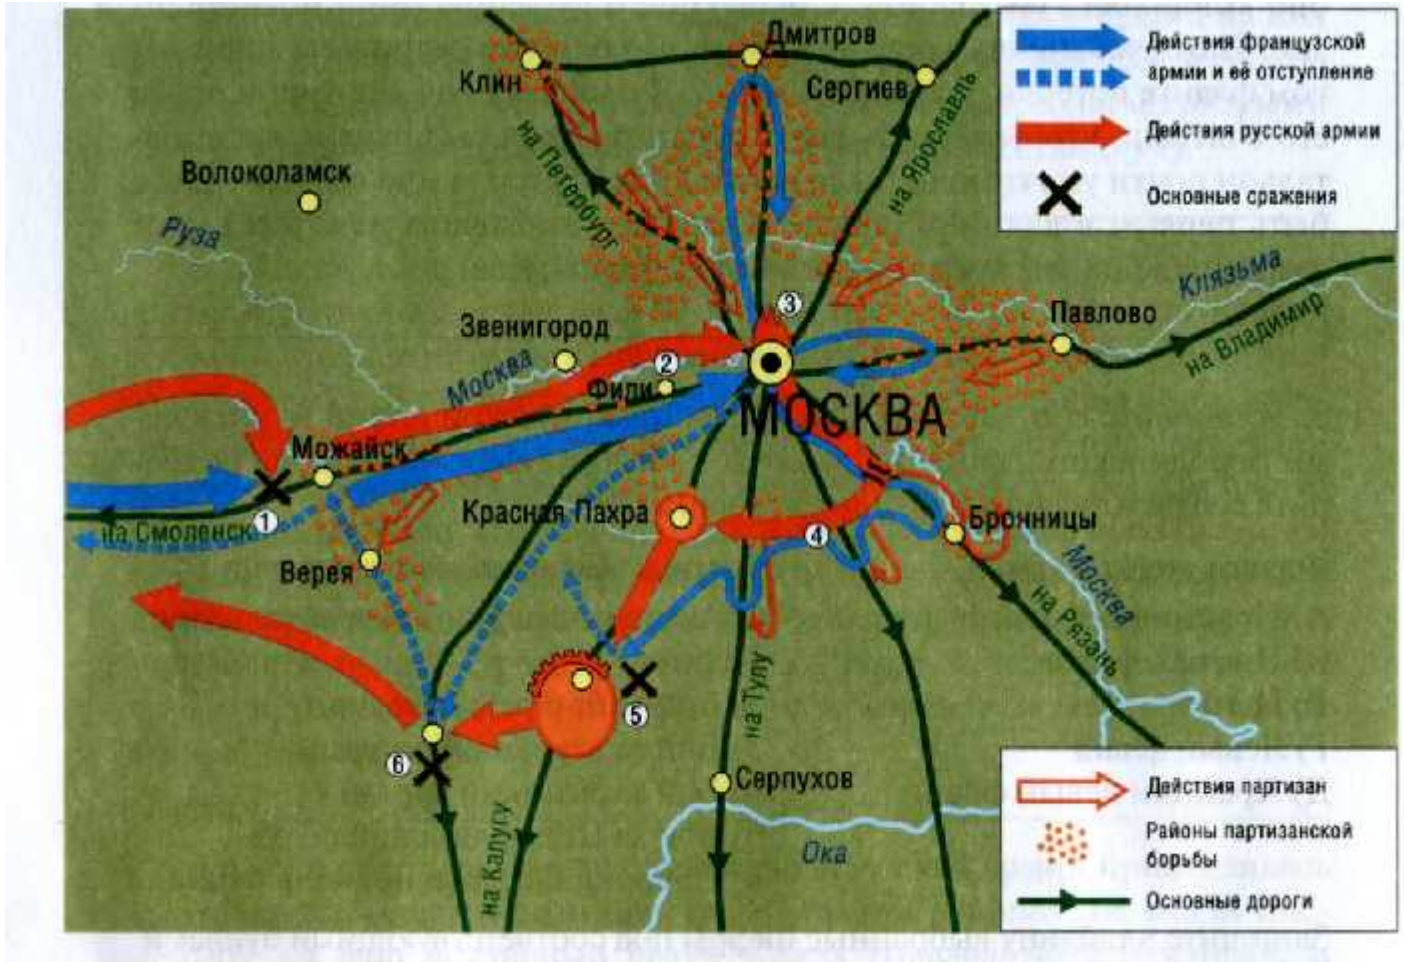 Дмитров
Клин
Сергиев
на Петербург
на Ярославль
Волоколамск
Руза
3
Клязьма
Павлово
на Владимир
Звенигород
Москва
2
Фили
МОСКВА
Можайск
на Смоленск
1
Красная Пахра
4
Бронницы
Верея
Москва
на Рязань
5
на Тулу
6
Серпухов
на Калугу
Ока
Действия французской
армии и её отступление
Действия русской армии
Основные сражения
Действия партизан
Районы партизанской
борьбы
Основные дороги